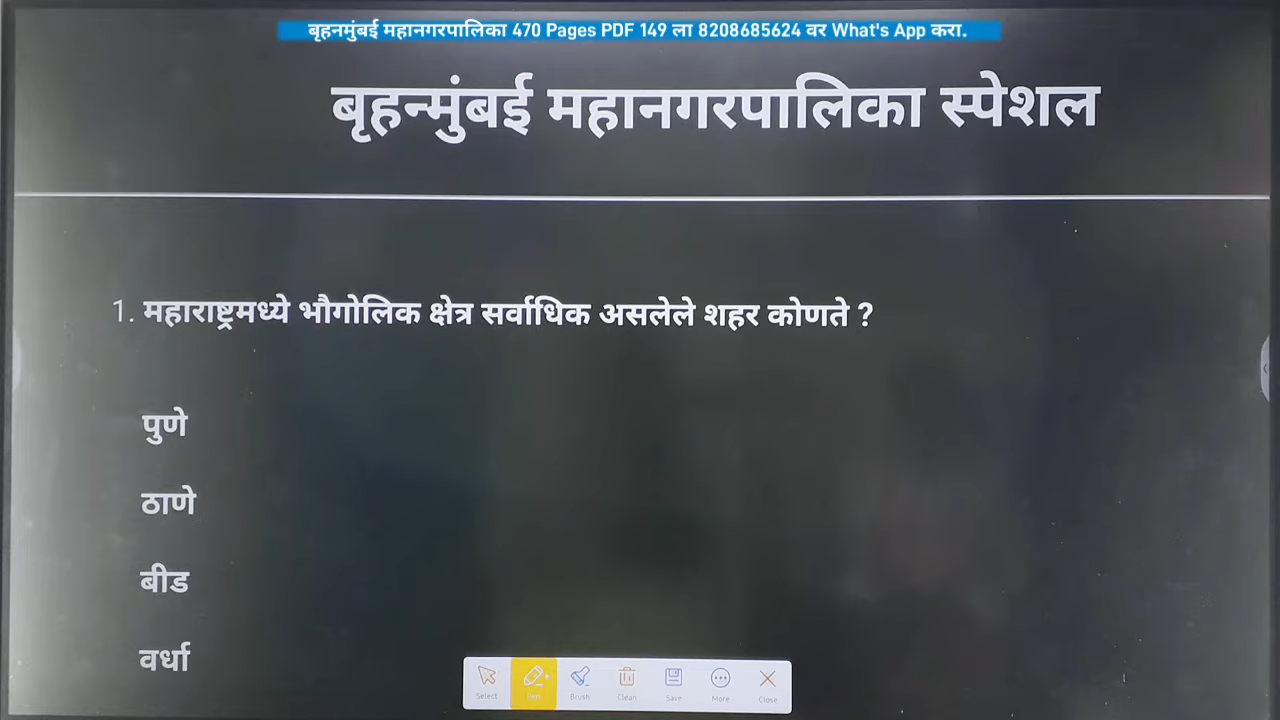 बृहनमुंबई महानगरपालिका 470 Pages PDF 149 ला 8208685624 वर What's App करा.
बृहन्मुंबई महानगरपालिका स्पेशल
1. महाराष्ट्रमध्ये भौगोलिक क्षेत्र सर्वाधिक असलेले शहर कोणते ?
पुणे
ठाणे
बीड
वर्धा
Select Pen Brush Clean Save More Close